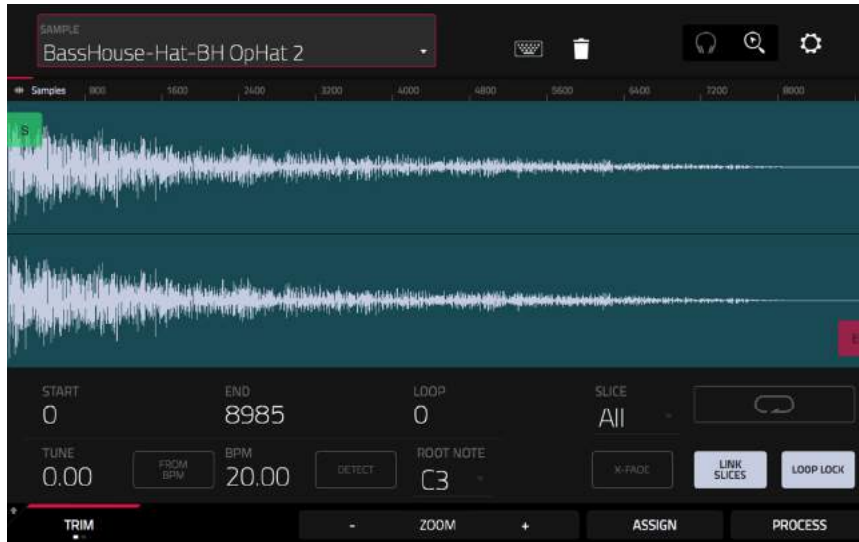 SAMPLE
BassHouse-Hat-BH OpHat 2
Samples 800 1600 2400 3200 4000 4800 5600 6400 7200 8000
S
E
START END LOOP SLICE
0 8985 0 All
TUNE FROM BPM BPM DETECT ROOT NOTE X-FADE LINK SLICES LOOP LOCK
0.00 20.00 C3
TRIM - ZOOM + ASSIGN PROCESS